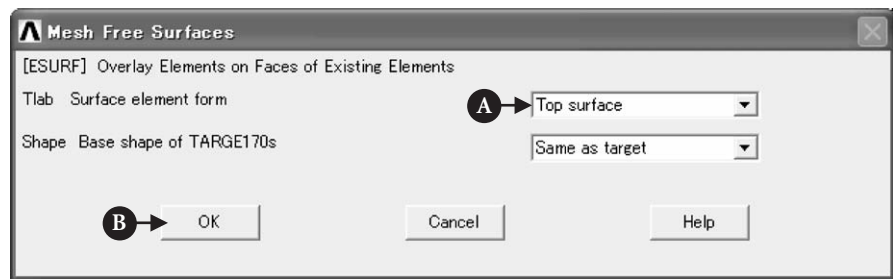 Mesh Free Surfaces
[ESURF] Overlay Elements on Faces of Existing Elements
Tlab Surface element form A Top surface
Shape Base shape of TARGE170s Same as target
B OK Cancel Help